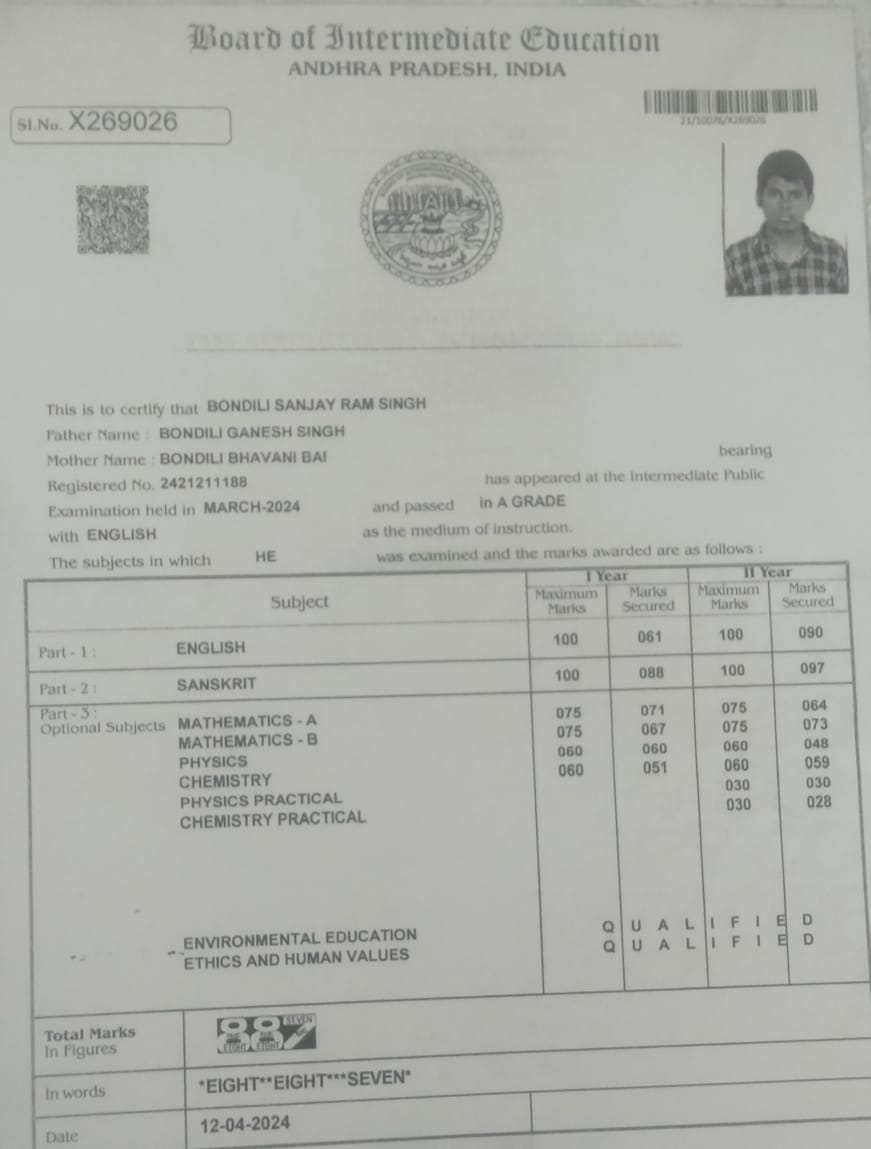 Board of Intermediate Education
ANDHRA PRADESH, INDIA
Sl.No. X269026
21/10076/X269026
This is to certify that BONDILI SANJAY RAM SINGH
Father Name : BONDILI GANESH SINGH
Mother Name : BONDILI BHAVANI BAI bearing
Registered No. 2421211188 has appeared at the Intermediate Public
Examination held in MARCH-2024 and passed in A GRADE
with ENGLISH as the medium of instruction.
The subjects in which HE was examined and the marks awarded are as follows :
Subject I Year II Year
Maximum Marks Marks Secured Maximum Marks Marks Secured
Part - 1 : ENGLISH 100 061 100 090
Part - 2 : SANSKRIT 100 088 100 097
Part - 3 :
Optional Subjects MATHEMATICS - A 075 071 075 064
MATHEMATICS - B 075 067 075 073
PHYSICS 060 060 060 048
CHEMISTRY 060 051 060 059
PHYSICS PRACTICAL 030 030
CHEMISTRY PRACTICAL 030 028
ENVIRONMENTAL EDUCATION QUALIFIED
ETHICS AND HUMAN VALUES QUALIFIED
Total Marks
In Figures 887
In words *EIGHT**EIGHT***SEVEN*
Date 12-04-2024